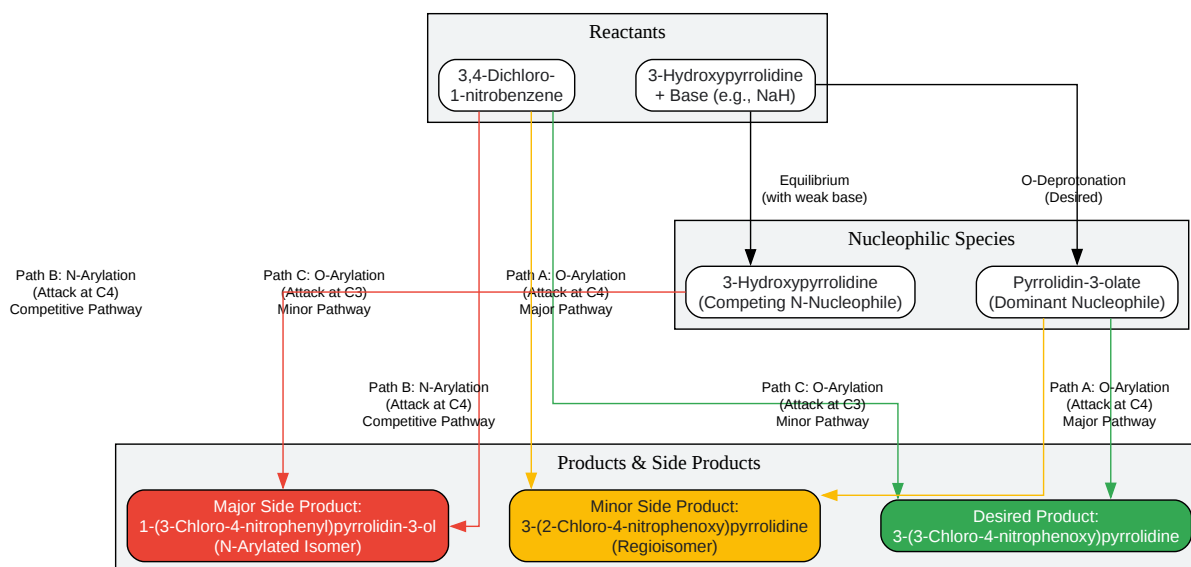 Reactants
3,4-Dichloro-
1-nitrobenzene
3-Hydroxypyrrolidine
+ Base (e.g., NaH)
Equilibrium
(with weak base)
O-Deprotonation
(Desired)
Nucleophilic Species
3-Hydroxypyrrolidine
(Competing N-Nucleophile)
Pyrrolidin-3-olate
(Dominant Nucleophile)
Path B: N-Arylation
(Attack at C4)
Competitive Pathway
Path C: O-Arylation
(Attack at C3)
Minor Pathway
Path A: O-Arylation
(Attack at C4)
Major Pathway
Path B: N-Arylation
(Attack at C4)
Competitive Pathway
Path C: O-Arylation
(Attack at C3)
Minor Pathway
Path A: O-Arylation
(Attack at C4)
Major Pathway
Products & Side Products
Major Side Product:
1-(3-Chloro-4-nitrophenyl)pyrrolidin-3-ol
(N-Arylated Isomer)
Minor Side Product:
3-(2-Chloro-4-nitrophenoxy)pyrrolidine
(Regioisomer)
Desired Product:
3-(3-Chloro-4-nitrophenoxy)pyrrolidine